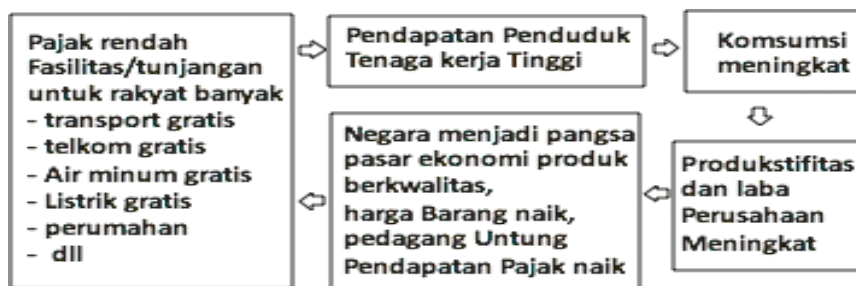 Pajak rendah
Fasilitas/tunjangan
untuk rakyat banyak
- transport gratis
- telkom gratis
- Air minum gratis
- Listrik gratis
- perumahan
- dll
Pendapatan Penduduk
Tenaga kerja Tinggi
Komsumsi
meningkat
Produkstifitas
dan laba
Perusahaan
Meningkat
Negara menjadi pangsa
pasar ekonomi produk
berkwalitas,
harga Barang naik,
pedagang Untung
Pendapatan Pajak naik